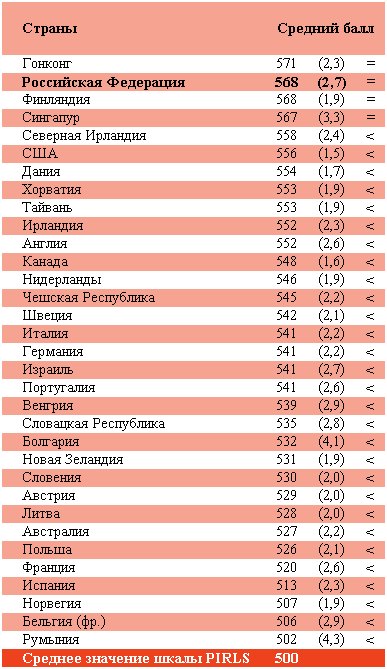 Страны Средний балл
Гонконг 571 (2,3) =
Российская Федерация 568 (2,7) =
Финляндия 568 (1,9) =
Сингапур 567 (3,3) =
Северная Ирландия 558 (2,4) <
США 556 (1,5) <
Дания 554 (1,7) <
Хорватия 553 (1,9) <
Тайвань 553 (1,9) <
Ирландия 552 (2,3) <
Англия 552 (2,6) <
Канада 548 (1,6) <
Нидерланды 546 (1,9) <
Чешская Республика 545 (2,2) <
Швеция 542 (2,1) <
Италия 541 (2,2) <
Германия 541 (2,2) <
Израиль 541 (2,7) <
Португалия 541 (2,6) <
Венгрия 539 (2,9) <
Словацкая Республика 535 (2,8) <
Болгария 532 (4,1) <
Новая Зеландия 531 (1,9) <
Словения 530 (2,0) <
Австрия 529 (2,0) <
Литва 528 (2,0) <
Австралия 527 (2,2) <
Польша 526 (2,1) <
Франция 520 (2,6) <
Испания 513 (2,3) <
Норвегия 507 (1,9) <
Бельгия (фр.) 506 (2,9) <
Румыния 502 (4,3) <
Среднее значение шкалы PIRLS 500